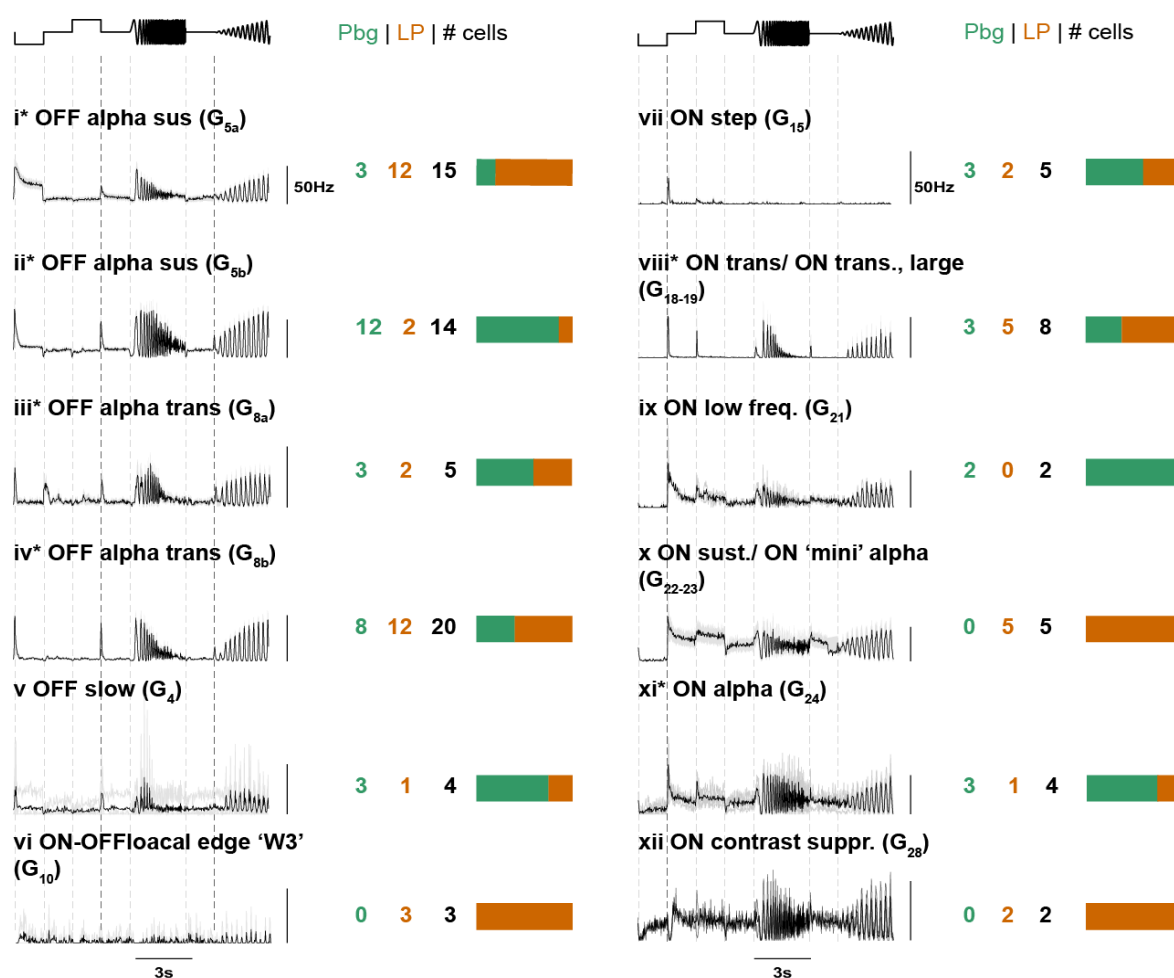 Pbg | LP | # cells
i* OFF alpha sus (G5a)
50Hz
3 12 15
ii* OFF alpha sus (G5b)
12 2 14
iii* OFF alpha trans (G8a)
3 2 5
iv* OFF alpha trans (G8b)
8 12 20
v OFF slow (G4)
3 1 4
vi ON-OFFloacal edge ‘W3’
(G10)
0 3 3
3s
Pbg | LP | # cells
vii ON step (G15)
50Hz
3 2 5
viii* ON trans/ ON trans., large
(G18-19)
3 5 8
ix ON low freq. (G21)
2 0 2
x ON sust./ ON ‘mini’ alpha
(G22-23)
0 5 5
xi* ON alpha (G24)
3 1 4
xii ON contrast suppr. (G28)
0 2 2
3s